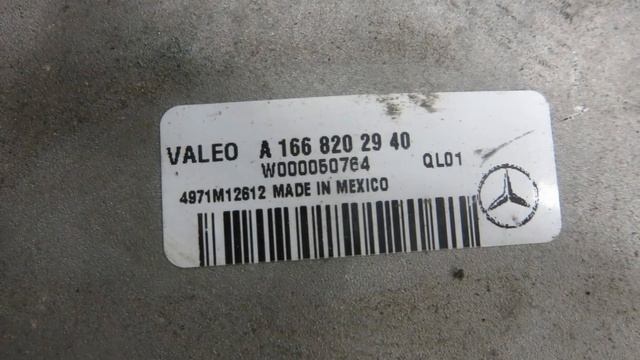 VALEO A 166 820 29 40
W000050764 QL01
4971M12612 MADE IN MEXICO